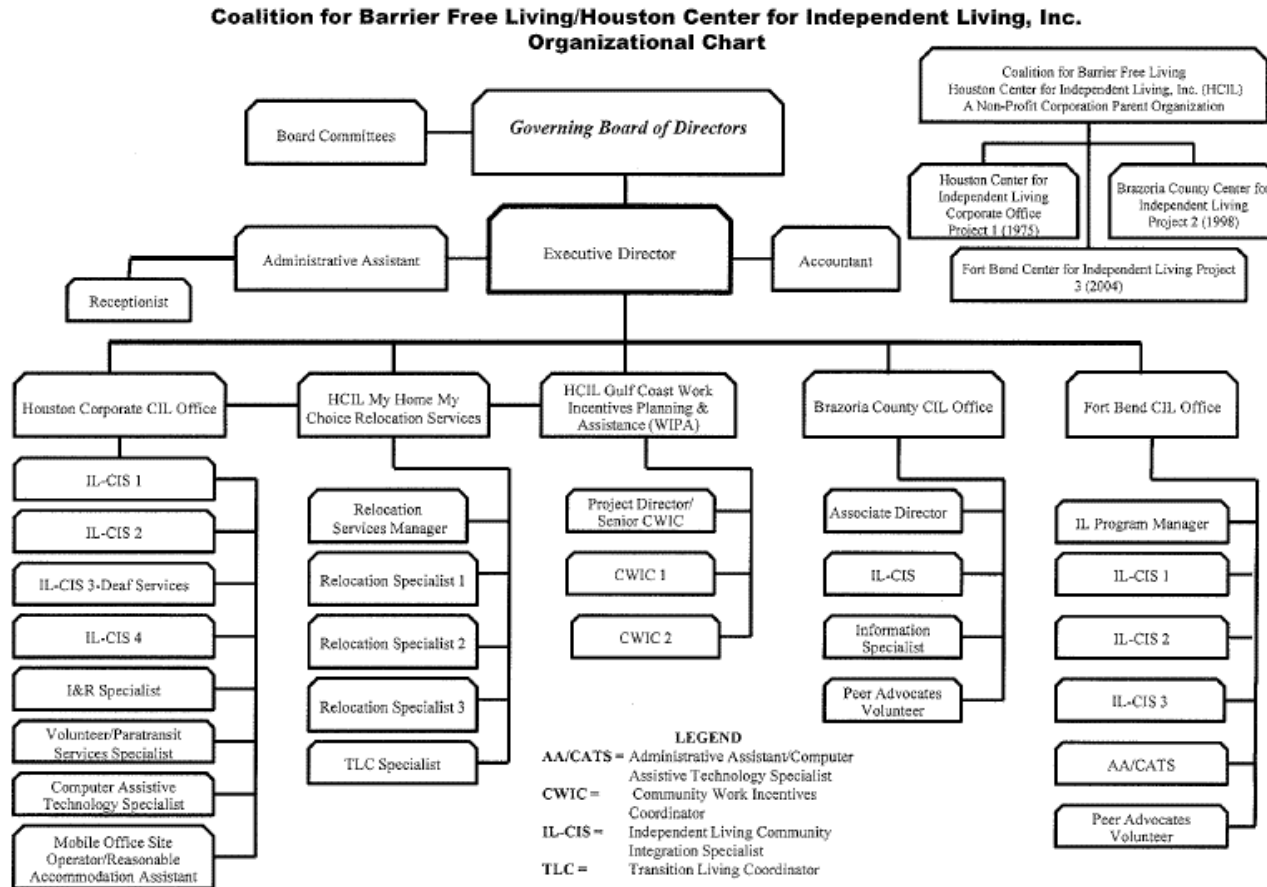 Coalition for Barrier Free Living/Houston Center for Independent Living, Inc.
Organizational Chart
Coalition for Barrier Free Living
Houston Center for Independent Living, Inc. (HCIL)
A Non-Profit Corporation Parent Organization
Houston Center for
Independent Living
Corporate Office
Project 1 (1975)
Brazoria County Center for
Independent Living
Project 2 (1998)
Fort Bend Center for Independent Living Project
3 (2004)
Board Committees
Governing Board of Directors
Executive Director
Administrative Assistant
Accountant
Receptionist
Houston Corporate CIL Office
HCIL My Home My
Choice Relocation Services
HCIL Gulf Coast Work
Incentives Planning &
Assistance (WIPA)
Brazoria County CIL Office
Fort Bend CIL Office
IL-CIS 1
IL-CIS 2
IL-CIS 3-Deaf Services
IL-CIS 4
I&R Specialist
Volunteer/Paratransit
Services Specialist
Computer Assistive
Technology Specialist
Mobile Office Site
Operator/Reasonable
Accommodation Assistant
Relocation
Services Manager
Relocation Specialist 1
Relocation Specialist 2
Relocation Specialist 3
TLC Specialist
Project Director/
Senior CWIC
CWIC 1
CWIC 2
Associate Director
IL-CIS
Information
Specialist
Peer Advocates
Volunteer
IL Program Manager
IL-CIS 1
IL-CIS 2
IL-CIS 3
AA/CATS
Peer Advocates
Volunteer
LEGEND
AA/CATS = Administrative Assistant/Computer
Assistive Technology Specialist
CWIC = Community Work Incentives
Coordinator
IL-CIS = Independent Living Community
Integration Specialist
TLC = Transition Living Coordinator